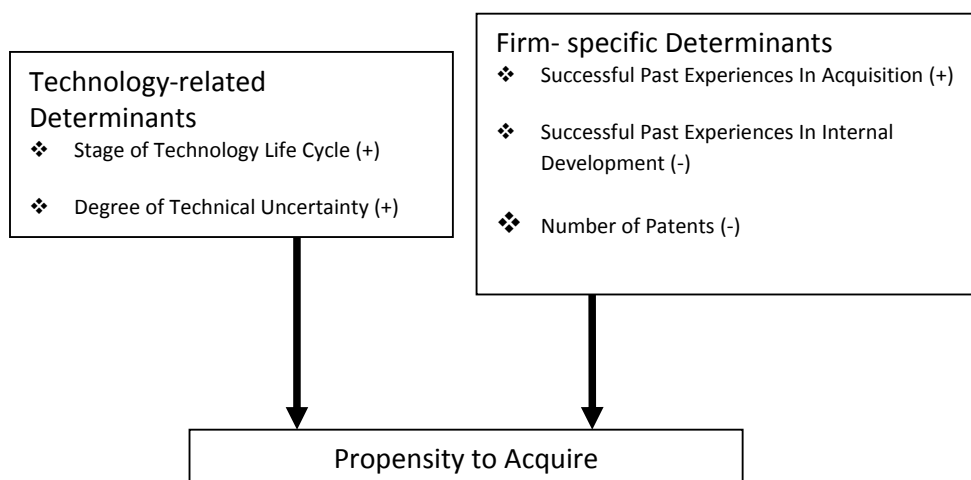 Technology-related
Determinants
❖ Stage of Technology Life Cycle (+)
❖ Degree of Technical Uncertainty (+)
Firm- specific Determinants
❖ Successful Past Experiences In Acquisition (+)
❖ Successful Past Experiences In Internal
Development (-)
❖ Number of Patents (-)
Propensity to Acquire